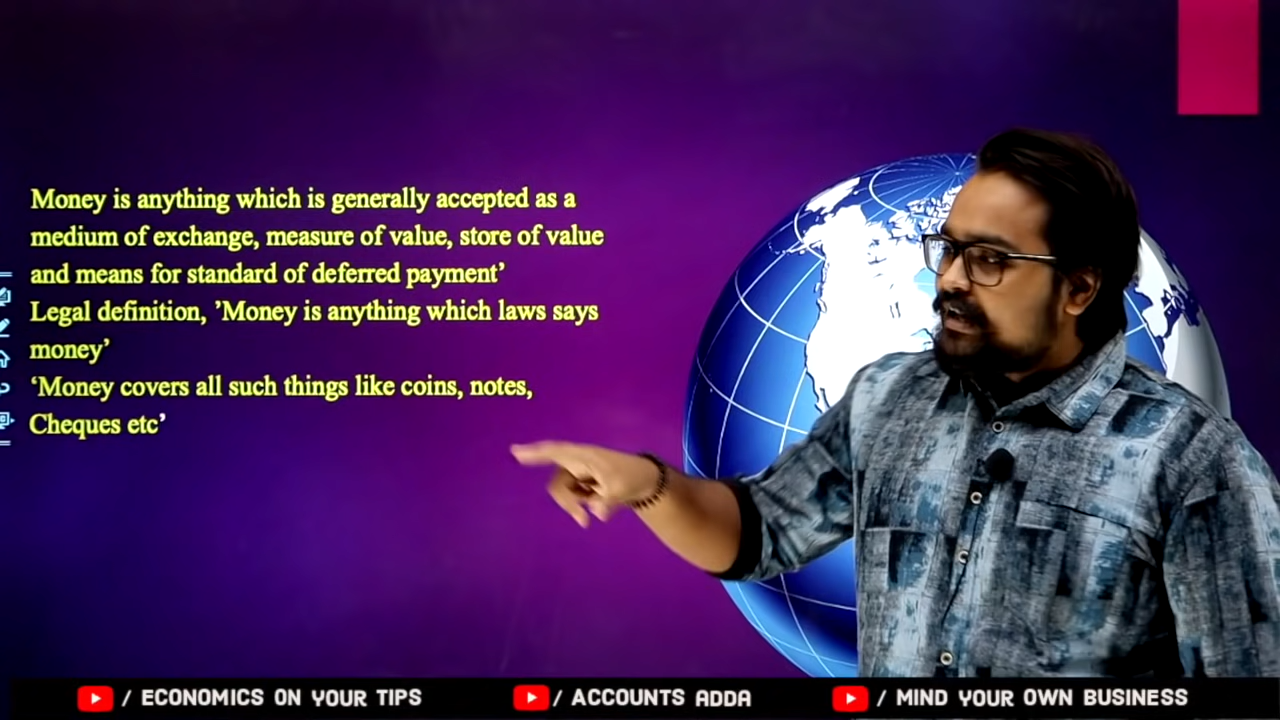 Money is anything which is generally accepted as a
medium of exchange, measure of value, store of value
and means for standard of deferred payment’
Legal definition, ’Money is anything which laws says
money’
‘Money covers all such things like coins, notes,
Cheques etc’
/ ECONOMICS ON YOUR TIPS
/ ACCOUNTS ADDA
/ MIND YOUR OWN BUSINESS